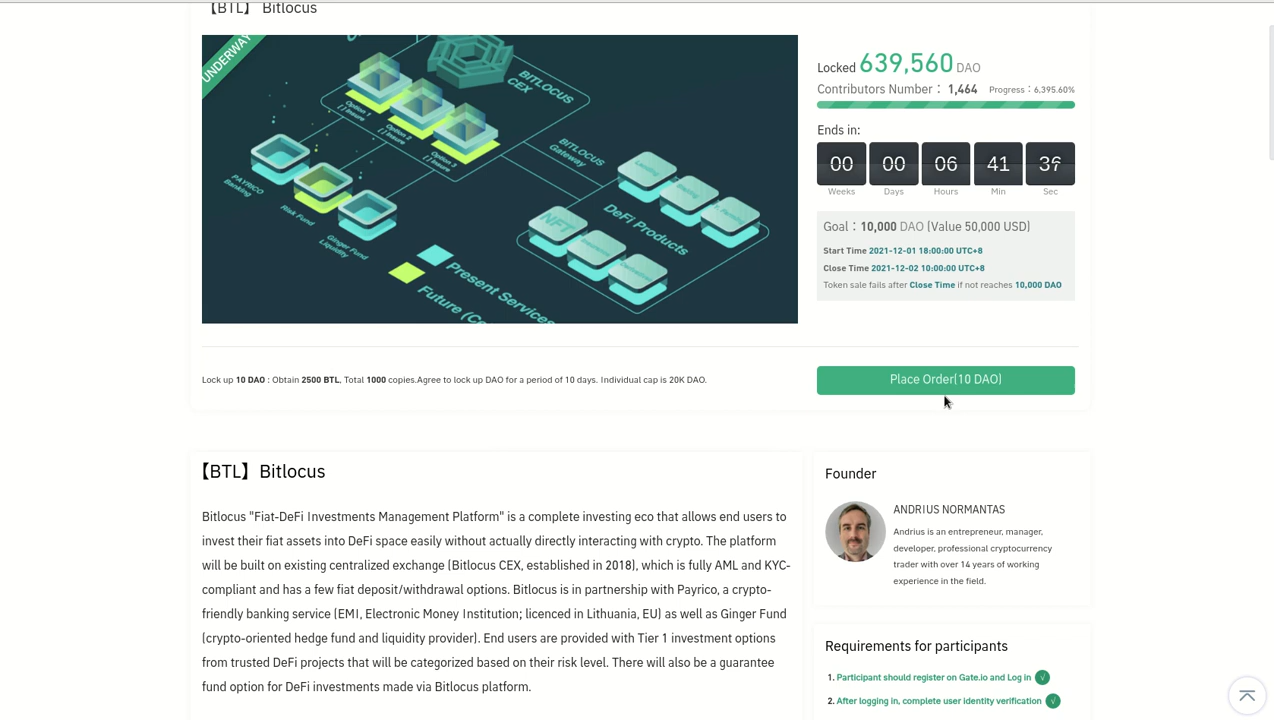 【BTL】 Bitlocus
UNDERWAY
BITLOCUS
CEX
Option 1
Insure
Option 2
Insure
Option 3
Insure
BITLOCUS
Gateway
PAYRICO
Banking
Risk Fund
Ginger Fund
Liquidity
NFT
DeFi Products
Present Services
Future (Co
Locked 639,560 DAO
Contributors Number： 1,464 Progress：6,395.60%
Ends in:
00 00 06 41 36
Weeks Days Hours Min Sec
Goal：10,000 DAO (Value 50,000 USD)
Start Time 2021-12-01 18:00:00 UTC+8
Close Time 2021-12-02 10:00:00 UTC+8
Token sale fails after Close Time if not reaches 10,000 DAO
Lock up 10 DAO : Obtain 2500 BTL. Total 1000 copies.Agree to lock up DAO for a period of 10 days. Individual cap is 20K DAO.
Place Order(10 DAO)
【BTL】 Bitlocus
Bitlocus "Fiat-DeFi Investments Management Platform" is a complete investing eco that allows end users to
invest their fiat assets into DeFi space easily without actually directly interacting with crypto. The platform
will be built on existing centralized exchange (Bitlocus CEX, established in 2018), which is fully AML and KYC-
compliant and has a few fiat deposit/withdrawal options. Bitlocus is in partnership with Payrico, a crypto-
friendly banking service (EMI, Electronic Money Institution; licenced in Lithuania, EU) as well as Ginger Fund
(crypto-oriented hedge fund and liquidity provider). End users are provided with Tier 1 investment options
from trusted DeFi projects that will be categorized based on their risk level. There will also be a guarantee
fund option for DeFi investments made via Bitlocus platform.
Founder
ANDRIUS NORMANTAS
Andrius is an entrepreneur, manager,
developer, professional cryptocurrency
trader with over 14 years of working
experience in the field.
Requirements for participants
1. Participant should register on Gate.io and Log in √
2. After logging in, complete user identity verification √